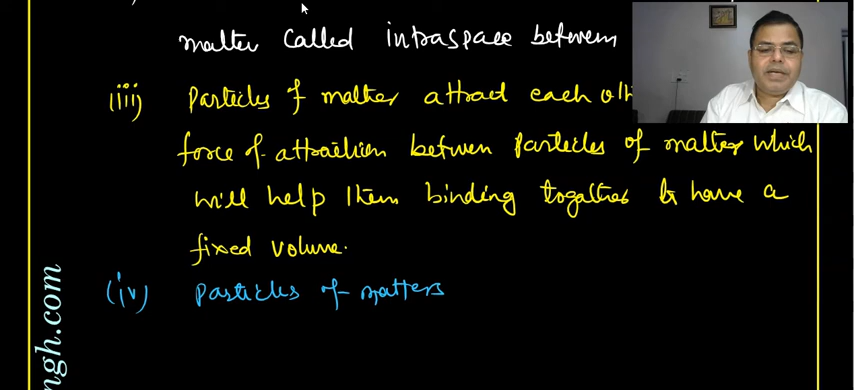 matter called intraspace between
(iii) Particles of matter attract each oth
force of attraction between particles of matter which
will help them binding together to have a
fixed volume.
(iv) Particles of matters
ngh.com